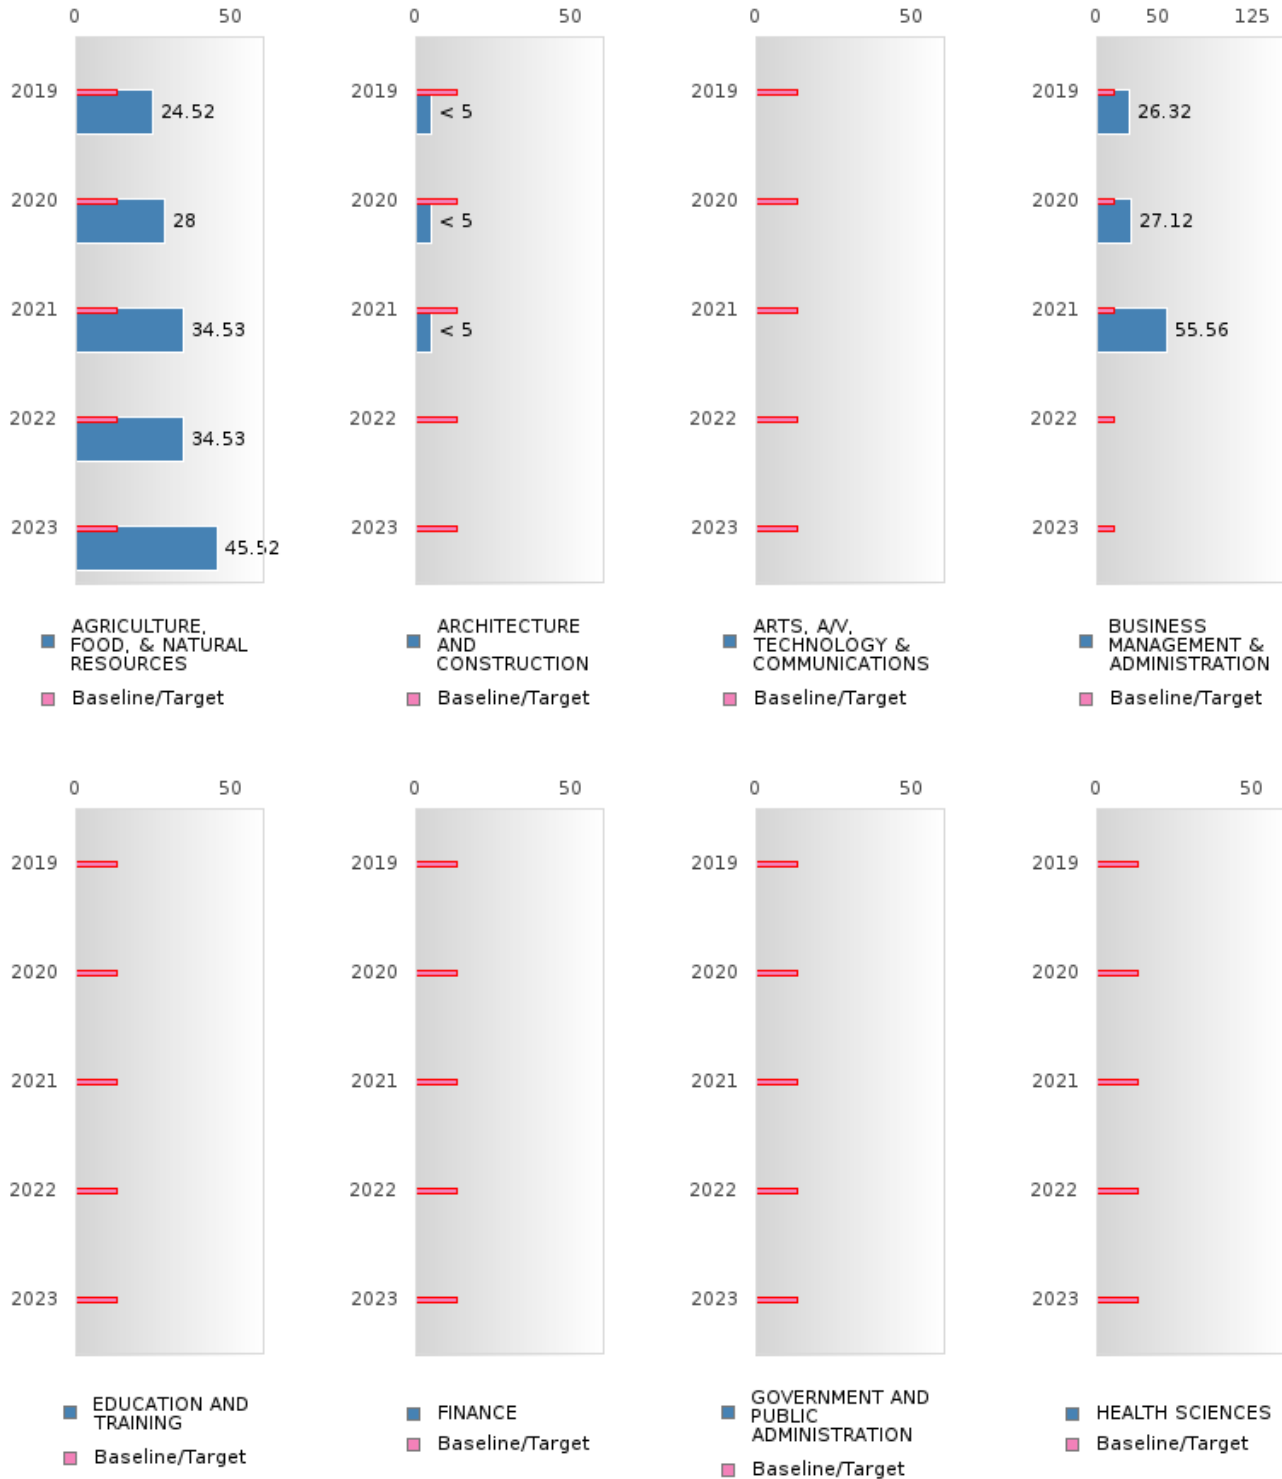 0 50
0 50
0 50
0 50 125
2019
24.52
2020
28
2021
34.53
2022
34.53
2023
45.52
2019
< 5
2020
< 5
2021
< 5
2022
2023
2019
2020
2021
2022
2023
2019
26.32
2020
27.12
2021
55.56
2022
2023
AGRICULTURE,
FOOD, & NATURAL
RESOURCES
Baseline/Target
ARCHITECTURE
AND
CONSTRUCTION
Baseline/Target
ARTS, A/V,
TECHNOLOGY &
COMMUNICATIONS
Baseline/Target
BUSINESS
MANAGEMENT &
ADMINISTRATION
Baseline/Target
0 50
0 50
0 50
0 50
2019
2020
2021
2022
2023
2019
2020
2021
2022
2023
2019
2020
2021
2022
2023
2019
2020
2021
2022
2023
EDUCATION AND
TRAINING
Baseline/Target
FINANCE
Baseline/Target
GOVERNMENT AND
PUBLIC
ADMINISTRATION
Baseline/Target
HEALTH SCIENCES
Baseline/Target